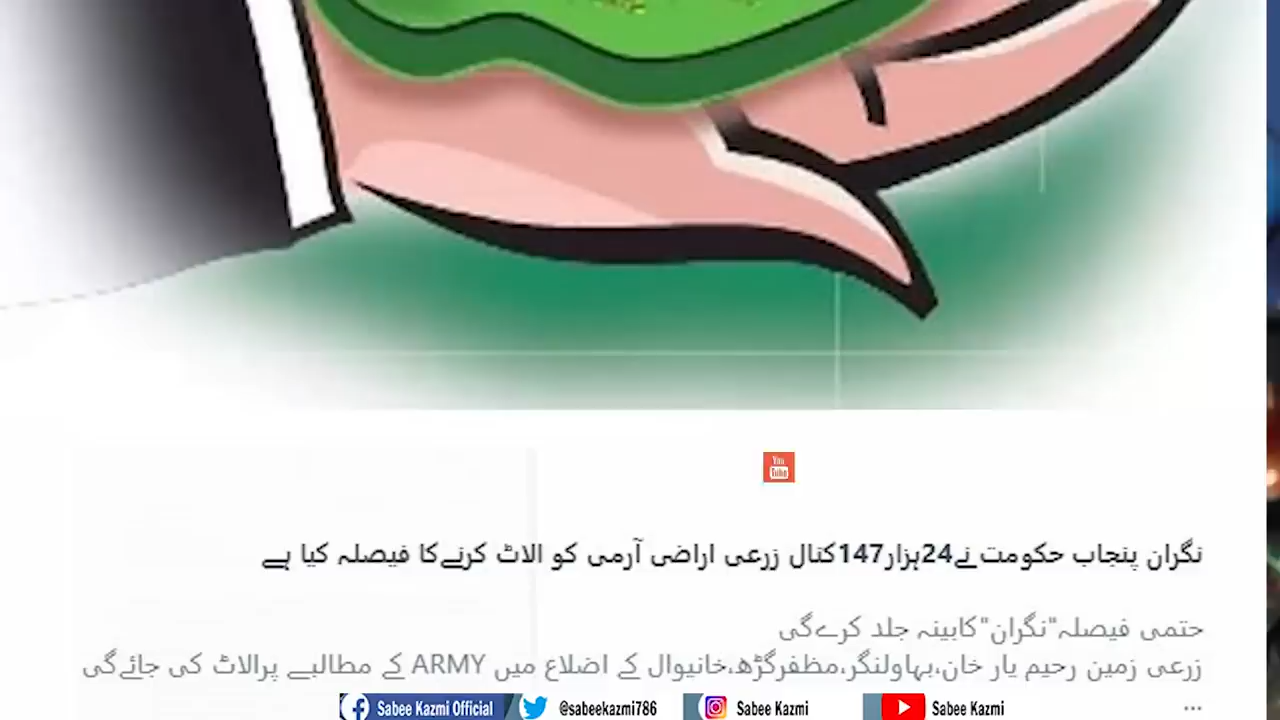 You
Tube
نگران پنجاب حکومت نے24ہزار147کنال زرعی اراضی آرمی کو الاٹ کرنےکا فیصلہ کیا ہے
حتمی فیصلہ"نگران"کابینہ جلد کرےگی
زرعی زمین رحیم یار خان،بہاولنگر،مظفرگڑھ،خانیوال کے اضلاع میں ARMY کے مطالبے پرالاٹ کی جائےگی
Sabee Kazmi Official @sabeekazmi786 Sabee Kazmi Sabee Kazmi ...